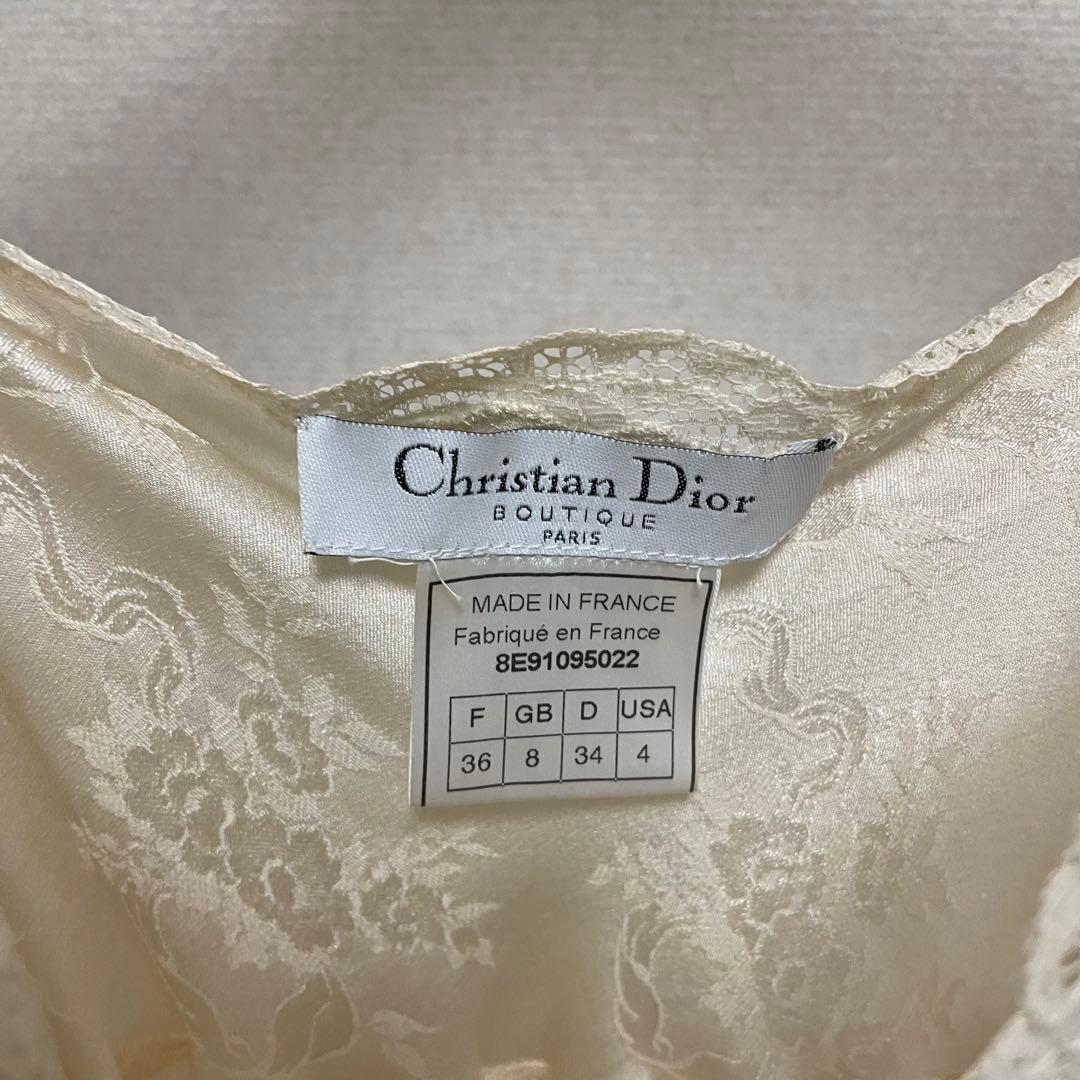 Christian Dior
BOUTIQUE
PARIS
MADE IN FRANCE
Fabriqué en France
8E91095022
F GB D USA
36 8 34 4